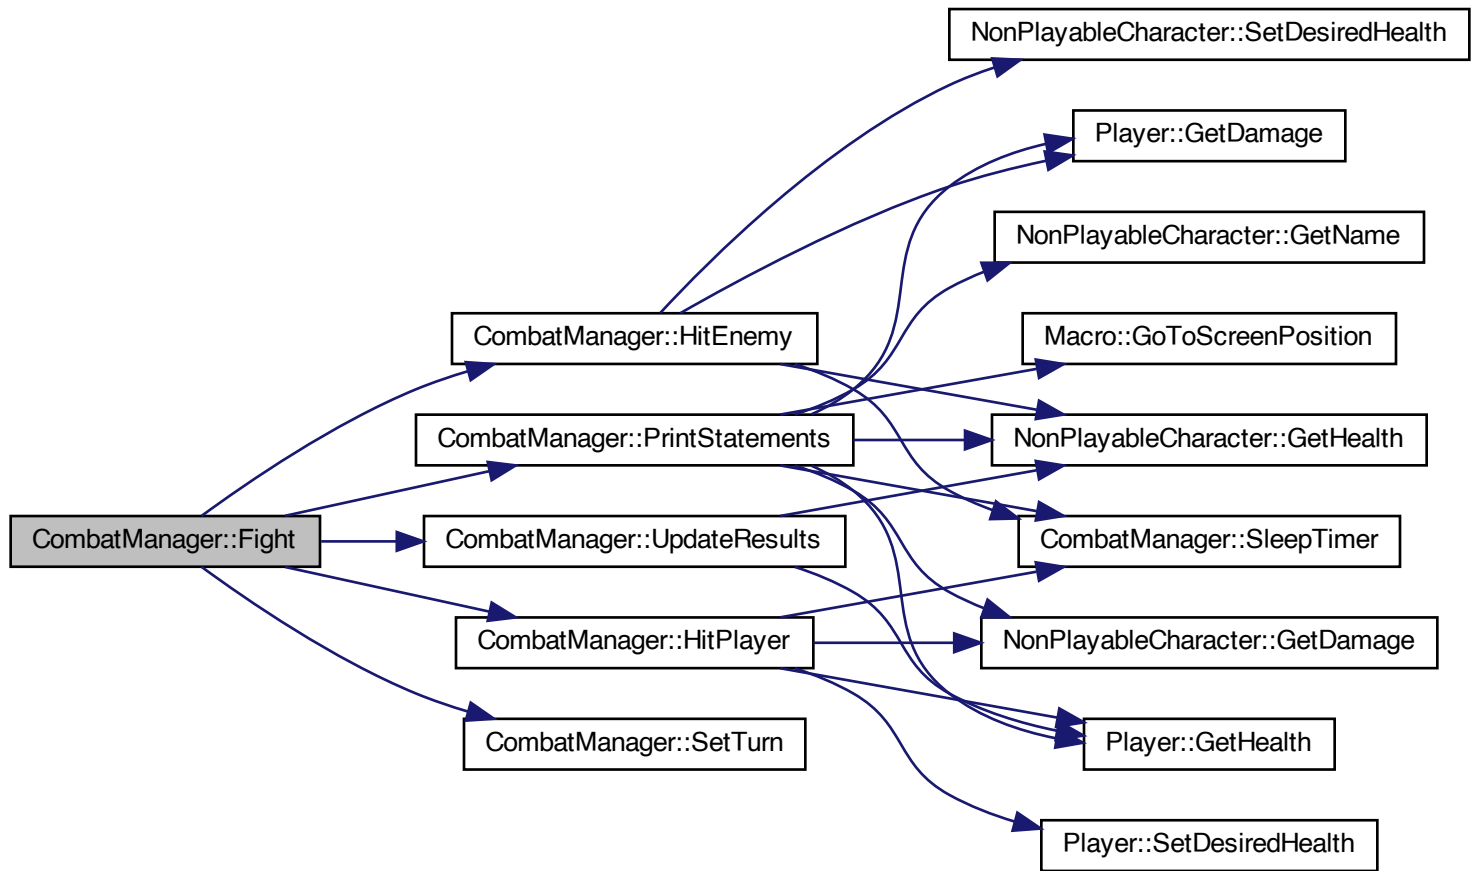 NonPlayableCharacter::SetDesiredHealth
Player::GetDamage
NonPlayableCharacter::GetName
CombatManager::HitEnemy
Macro::GoToScreenPosition
CombatManager::PrintStatements
NonPlayableCharacter::GetHealth
CombatManager::Fight
CombatManager::UpdateResults
CombatManager::SleepTimer
CombatManager::HitPlayer
NonPlayableCharacter::GetDamage
CombatManager::SetTurn
Player::GetHealth
Player::SetDesiredHealth